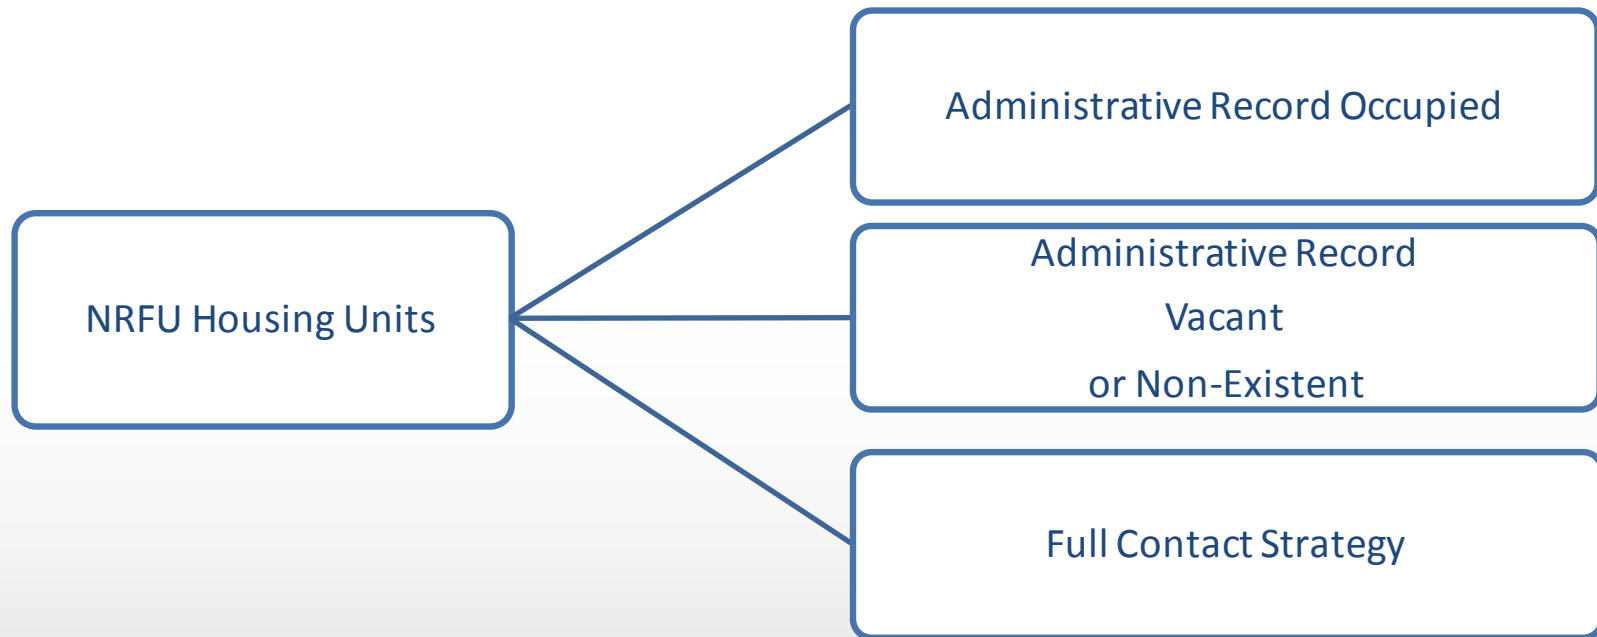 Administrative Record Occupied
NRFU Housing Units
Administrative Record
Vacant
or Non-Existent
Full Contact Strategy